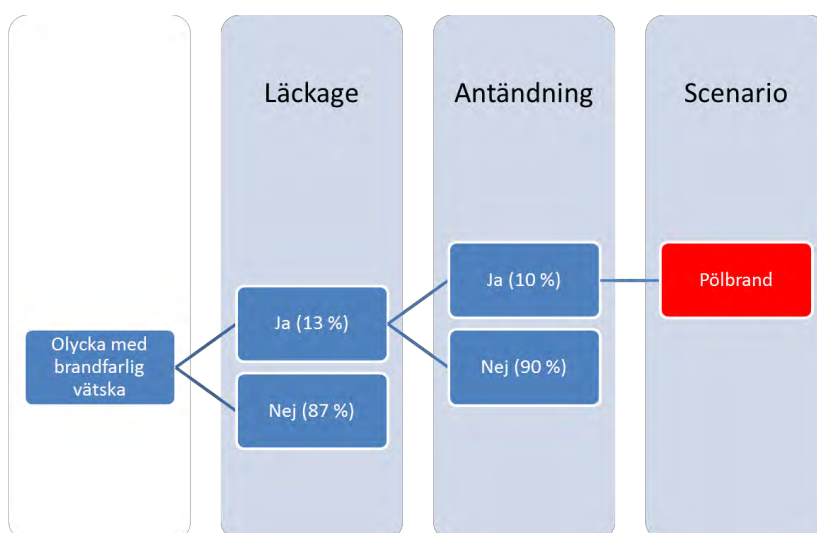 Läckage
Antändning
Scenario
Ja (10 %)
Pölbrand
Ja (13 %)
Olycka med
brandfarlig
vätska
Nej (90 %)
Nej (87 %)